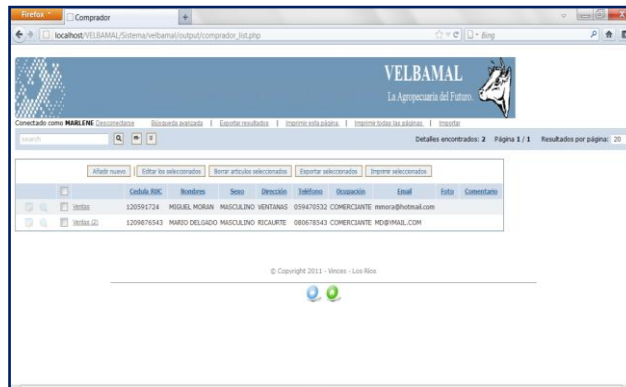 Firefox
Comprador
localhost/VELBAMAL/Sistema/velbamal/output/comprador_list.php
Bing
VELBAMAL
La Agropecuaria del Futuro.
Conectado como MARLENE Desconectarse Búsqueda avanzada | Exportar resultados | Imprimir esta página | Imprimir todas las páginas | Importar
search
Detalles encontrados: 2 Página 1 / 1 Resultados por página: 20
Añadir nuevo | Editar los seleccionados Borrar artículos seleccionados Exportar seleccionados Imprimir seleccionados
Cedula RUC Nombres Sexo Dirección Teléfono Ocupación Email Foto Comentario
Ventas 120591724 MIGUEL MORAN MASCULINO VENTANAS 059470532 COMERCIANTE mmora@hotmail.com
Ventas (2) 1209876543 MARIO DELGADO MASCULINO RICAURTE 080678543 COMERCIANTE MD@YMAIL.COM
© Copyright 2011 - Vinces - Los Ríos